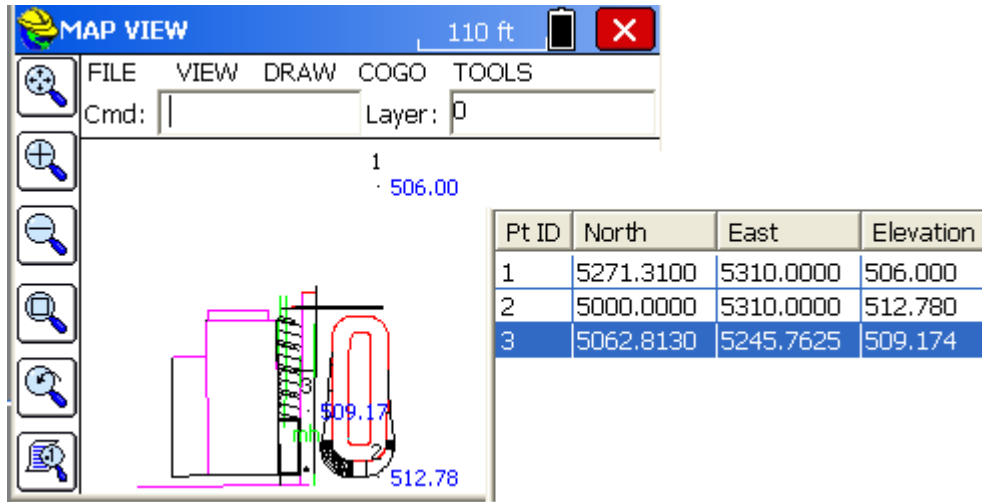 MAP VIEW 110 ft
FILE VIEW DRAW COGO TOOLS
Cmd: Layer: 0
1
506.00
3
509.17
mh
2
512.78
Pt ID North East Elevation
1 5271.3100 5310.0000 506.000
2 5000.0000 5310.0000 512.780
3 5062.8130 5245.7625 509.174